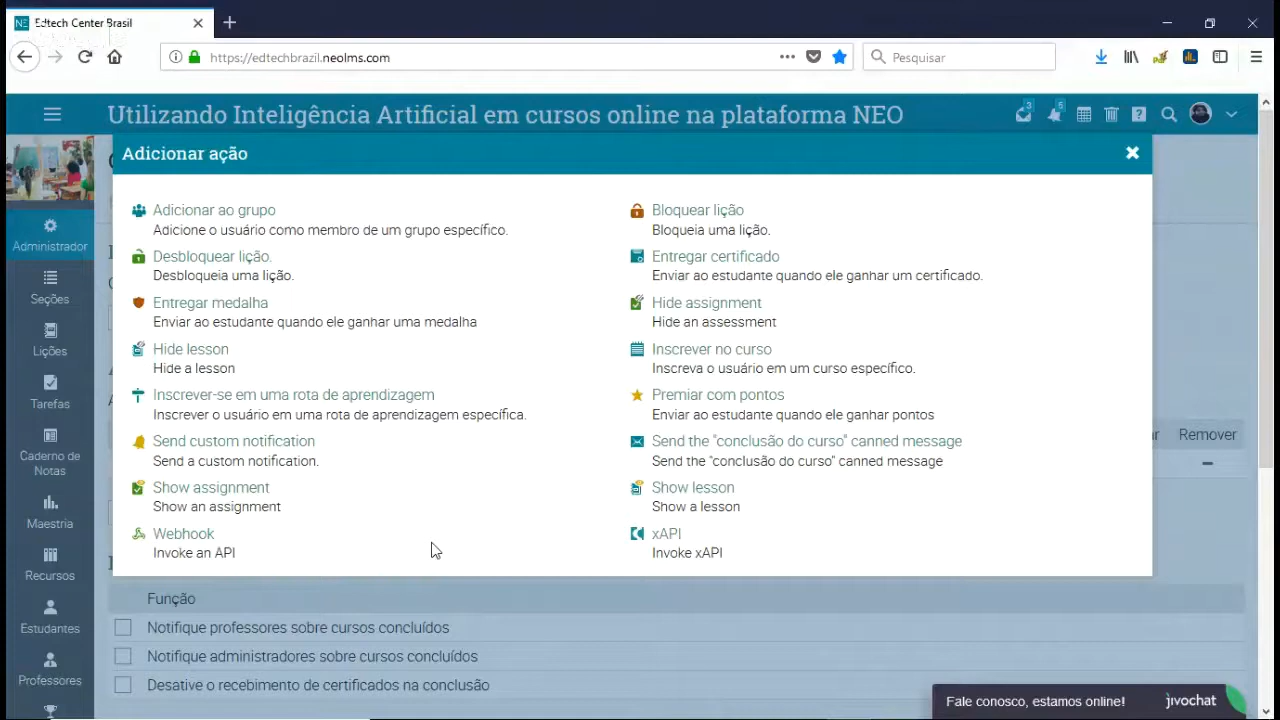 Edtech Center Brasil
https://edtechbrazil.neolms.com
Pesquisar
Utilizando Inteligência Artificial em cursos online na plataforma NEO
3
5
Adicionar ação
Adicionar ao grupo
Adicione o usuário como membro de um grupo específico.
Bloquear lição
Bloqueia uma lição.
Desbloquear lição.
Desbloqueia uma lição.
Entregar certificado
Enviar ao estudante quando ele ganhar um certificado.
Entregar medalha
Enviar ao estudante quando ele ganhar uma medalha
Hide assignment
Hide an assessment
Hide lesson
Hide a lesson
Inscrever no curso
Inscreva o usuário em um curso específico.
Inscrever-se em uma rota de aprendizagem
Inscrever o usuário em uma rota de aprendizagem específica.
Premiar com pontos
Enviar ao estudante quando ele ganhar pontos
Send custom notification
Send a custom notification.
Send the "conclusão do curso" canned message
Send the "conclusão do curso" canned message
Show assignment
Show an assignment
Show lesson
Show a lesson
Webhook
Invoke an API
xAPI
Invoke xAPI
Administrador
Seções
Lições
Tarefas
Caderno de
Notas
Maestria
Recursos
Estudantes
Professores
Remover
Função
Notifique professores sobre cursos concluídos
Notifique administradores sobre cursos concluídos
Desative o recebimento de certificados na conclusão
Fale conosco, estamos online! jivochat